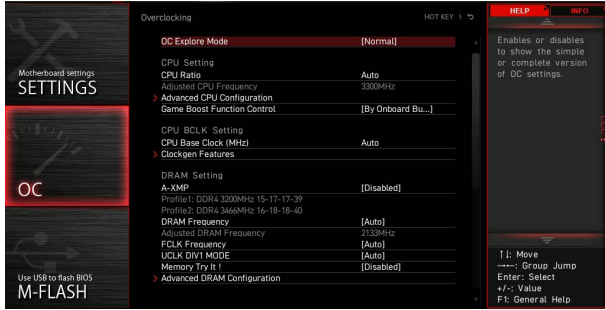 Overclocking
HOT KEY | ↶
HELP
INFO
Motherboard settings
SETTINGS
OC
Use USB to flash BIOS
M-FLASH
OC Explore Mode [Normal]
CPU Setting
CPU Ratio Auto
Adjusted CPU Frequency 3300MHz
Advanced CPU Configuration
Game Boost Function Control [By Onboard Bu...]
CPU BCLK Setting
CPU Base Clock (MHz) Auto
Clockgen Features
DRAM Setting
A-XMP [Disabled]
Profile1: DDR4 3200MHz 15-17-17-39
Profile2: DDR4 3466MHz 16-18-18-40
DRAM Frequency [Auto]
Adjusted DRAM Frequency 2133MHz
FCLK Frequency [Auto]
UCLK DIV1 MODE [Auto]
Memory Try It ! [Disabled]
Advanced DRAM Configuration
Enables or disables
to show the simple
or complete version
of OC settings.
↑↓: Move
→←: Group Jump
Enter: Select
+/-: Value
F1: General Help